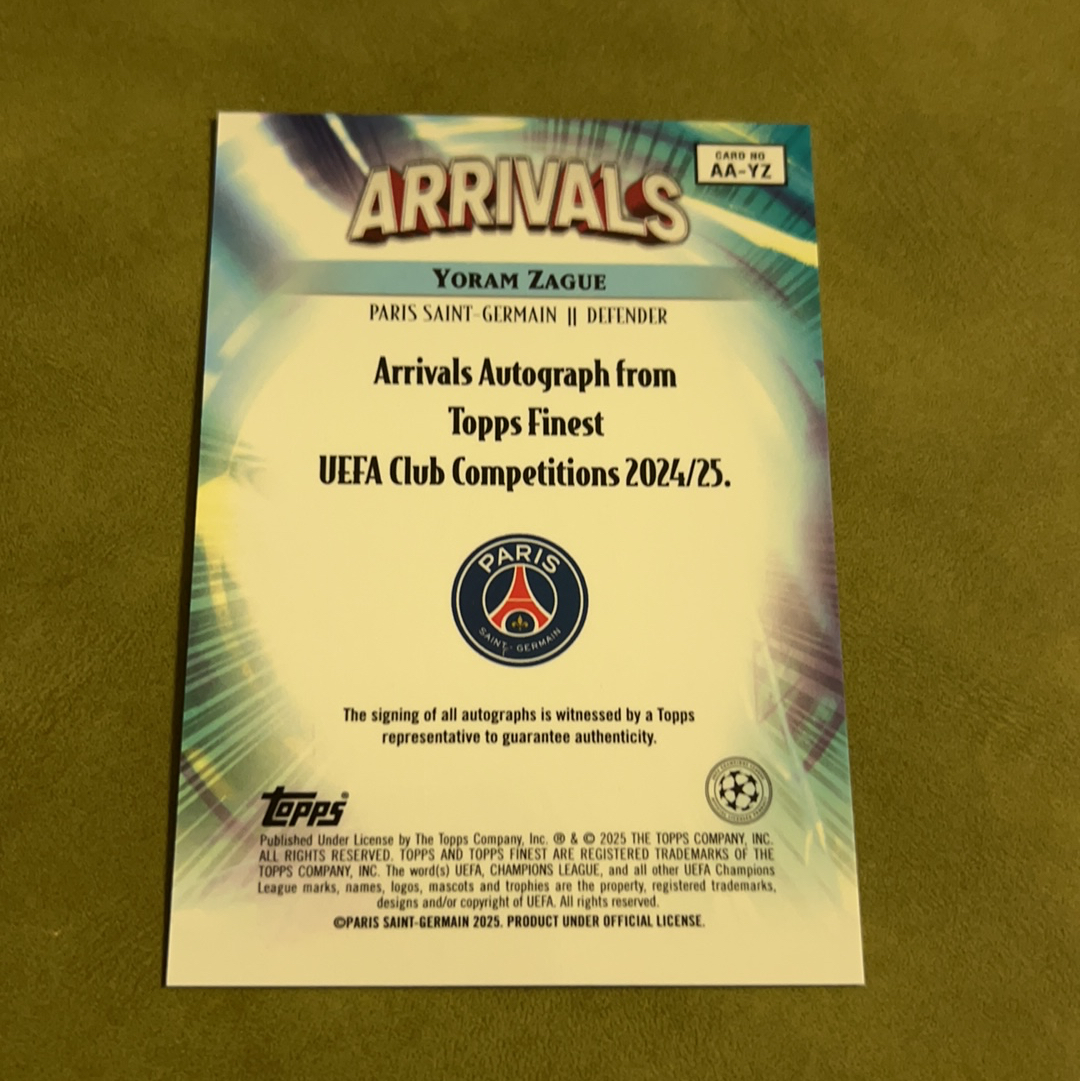 CARD NO
AA-YZ
ARRIVALS
YORAM ZAGUE
PARIS SAINT-GERMAIN || DEFENDER
Arrivals Autograph from
Topps Finest
UEFA Club Competitions 2024/25.
PARIS
SAINT-GERMAIN
The signing of all autographs is witnessed by a Topps
representative to guarantee authenticity.
topps®
Published Under License by The Topps Company, Inc. ® & © 2025 THE TOPPS COMPANY, INC.
ALL RIGHTS RESERVED. TOPPS AND TOPPS FINEST ARE REGISTERED TRADEMARKS OF THE
TOPPS COMPANY, INC. The word(s) UEFA, CHAMPIONS LEAGUE, and all other UEFA Champions
League marks, names, logos, mascots and trophies are the property, registered trademarks,
designs and/or copyright of UEFA. All rights reserved.
©PARIS SAINT-GERMAIN 2025. PRODUCT UNDER OFFICIAL LICENSE.